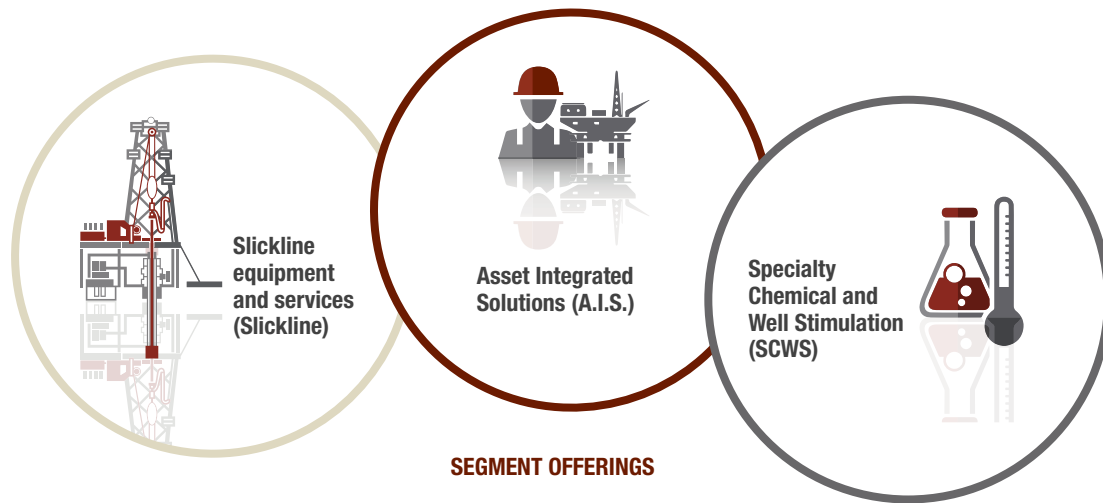 Slickline
equipment
and services
(Slickline)
Asset Integrated
Solutions (A.I.S.)
Specialty
Chemical and
Well Stimulation
(SCWS)
SEGMENT OFFERINGS